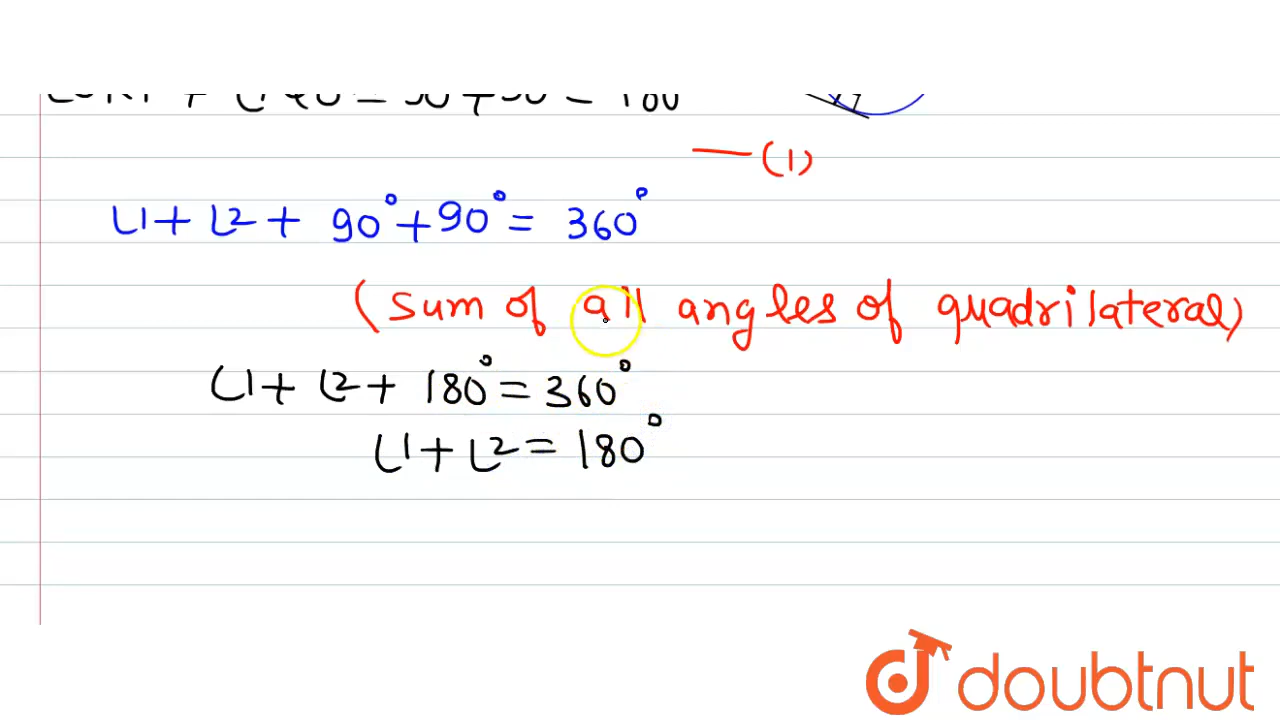 — (1)
∠1 + ∠2 + 90° + 90° = 360°
(Sum of all angles of quadrilateral)
∠1 + ∠2 + 180° = 360°
∠1 + ∠2 = 180°
doubtnut